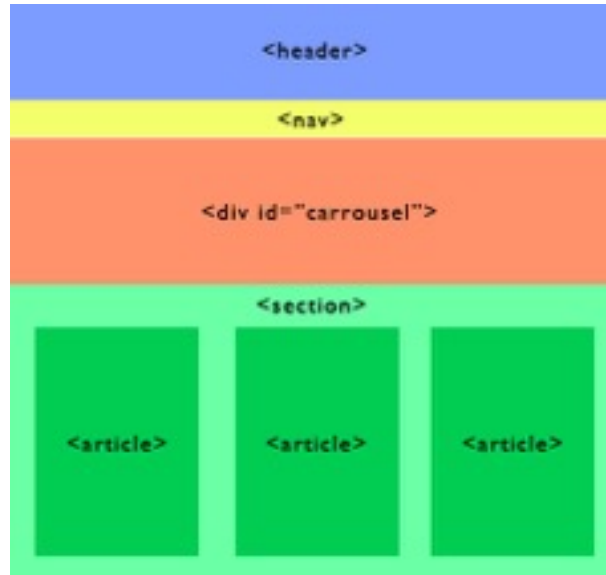 <header>
<nav>
<div id="carrousel">
<section>
<article> <article> <article>